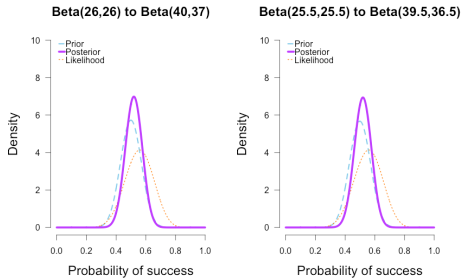 Beta(26,26) to Beta(40,37)
Density
10
8
6
4
2
0
Prior
Posterior
Likelihood
0.0 0.2 0.4 0.6 0.8 1.0
Probability of success
Beta(25.5,25.5) to Beta(39.5,36.5)
Density
10
8
6
4
2
0
Prior
Posterior
Likelihood
0.0 0.2 0.4 0.6 0.8 1.0
Probability of success